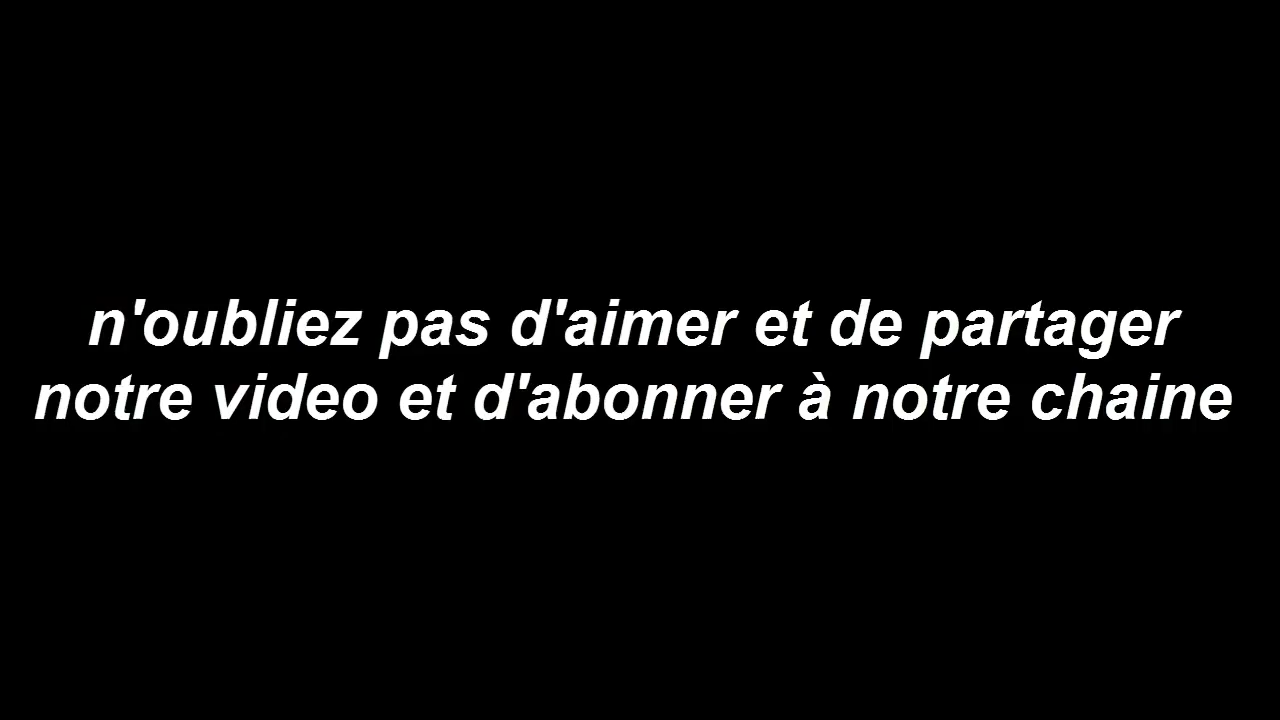 n'oubliez pas d'aimer et de partager
notre video et d'abonner à notre chaine